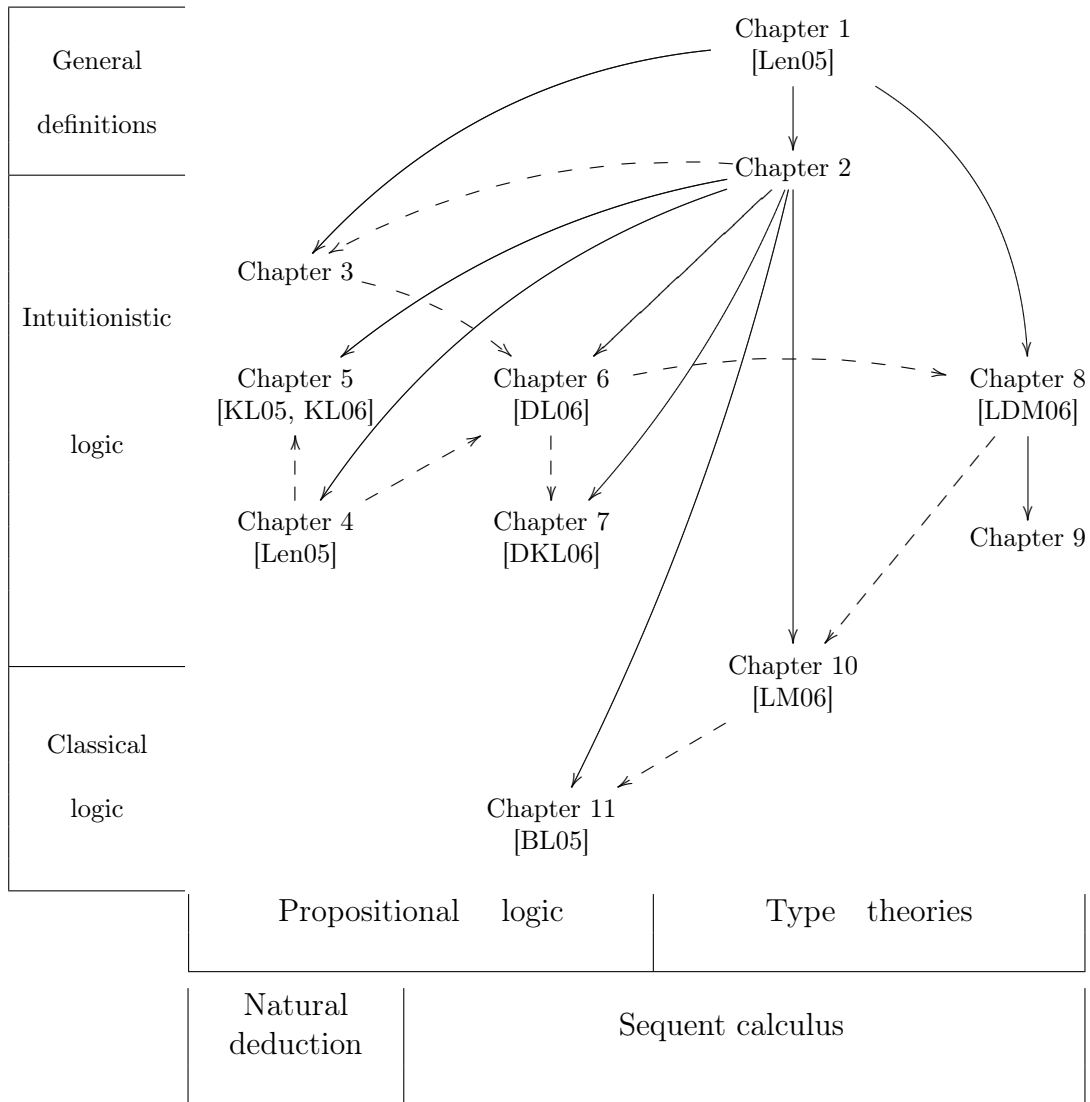 Chapter 1
[Len05]
General
definitions
Chapter 2
Chapter 3
Intuitionistic
logic
Chapter 5
[KL05, KL06]
Chapter 6
[DL06]
Chapter 8
[LDM06]
Chapter 4
[Len05]
Chapter 7
[DKL06]
Chapter 9
Chapter 10
[LM06]
Classical
logic
Chapter 11
[BL05]
Propositional logic
Type theories
Natural
deduction
Sequent calculus